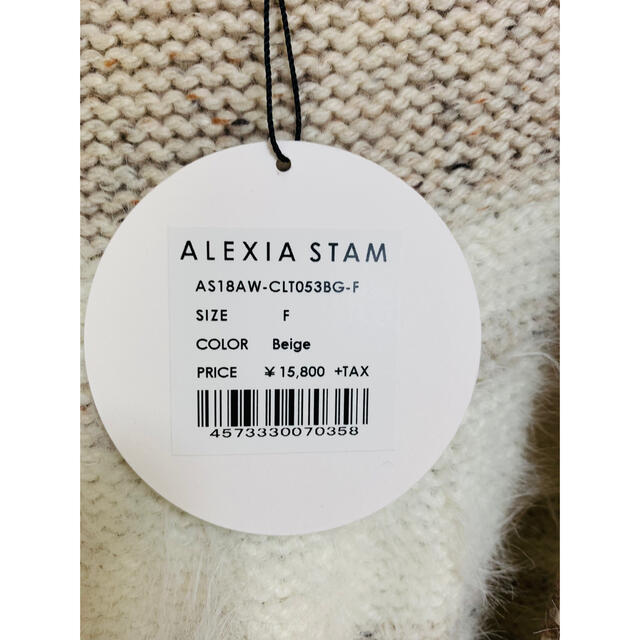 ALEXIA STAM
AS18AW-CLT053BG-F
SIZE F
COLOR Beige
PRICE ¥15,800 +TAX
4573330070358